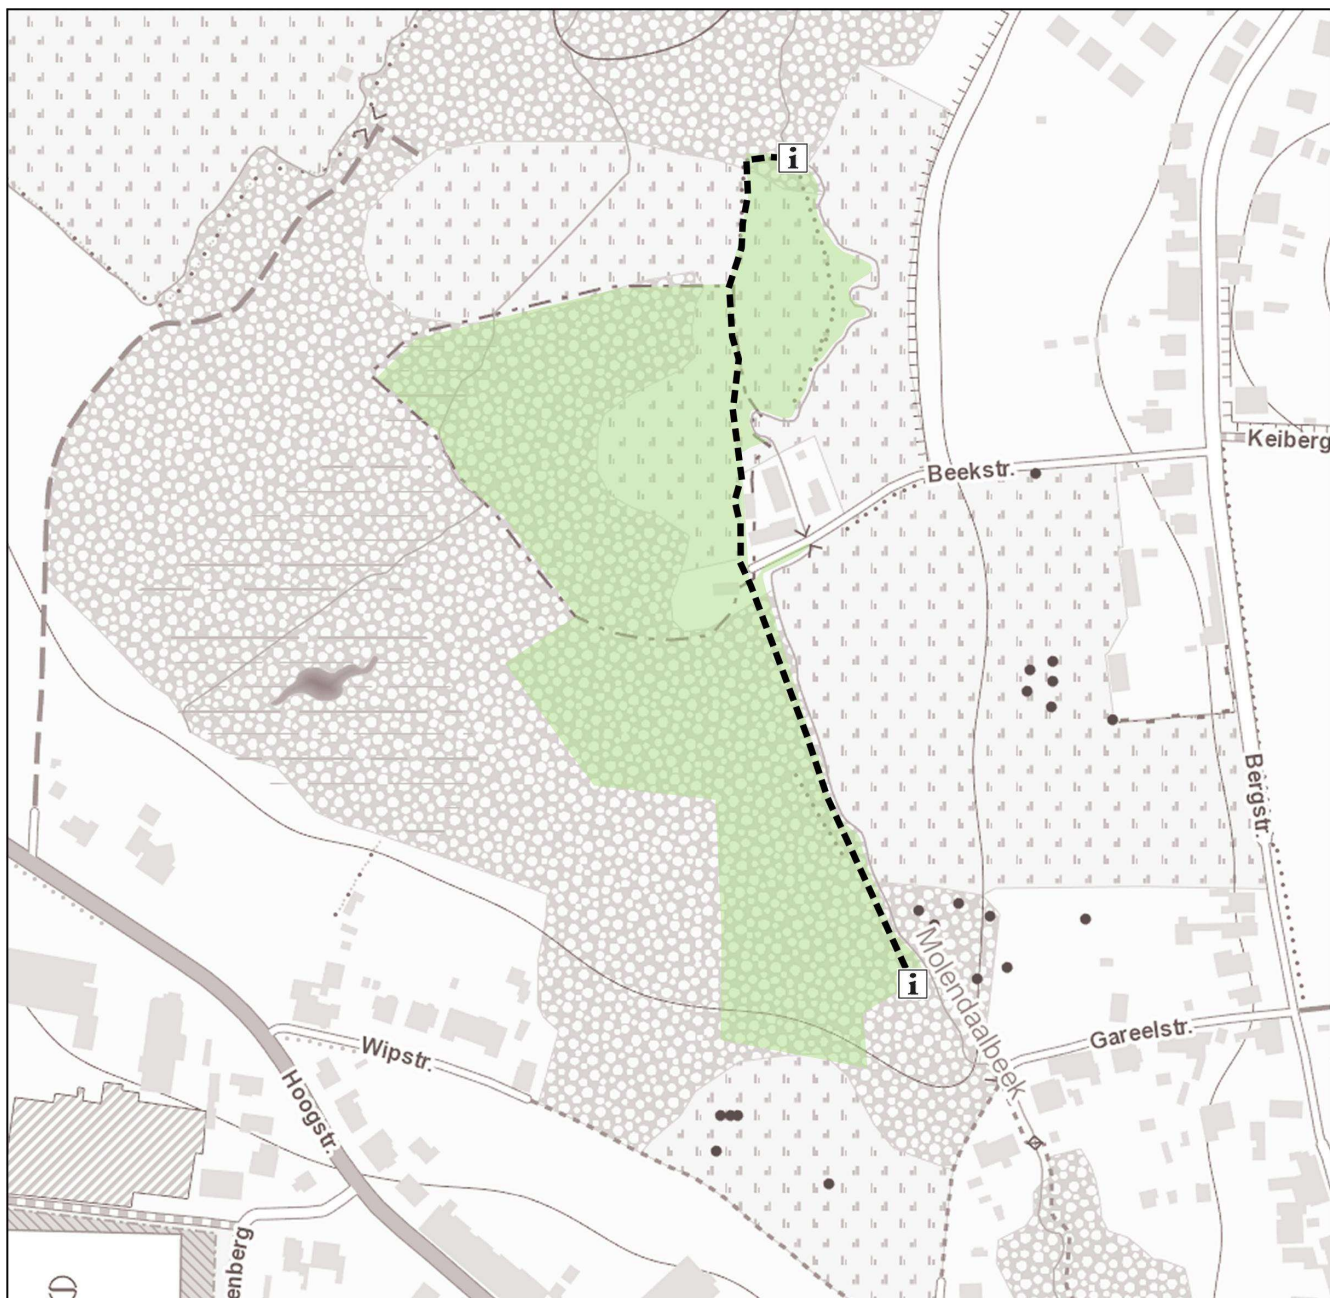 i
Keiberg
Beekstr.
Bergstr.
Molendaalbeek
i
Gareelstr.
Wipstr.
Hoogstr.
enberg